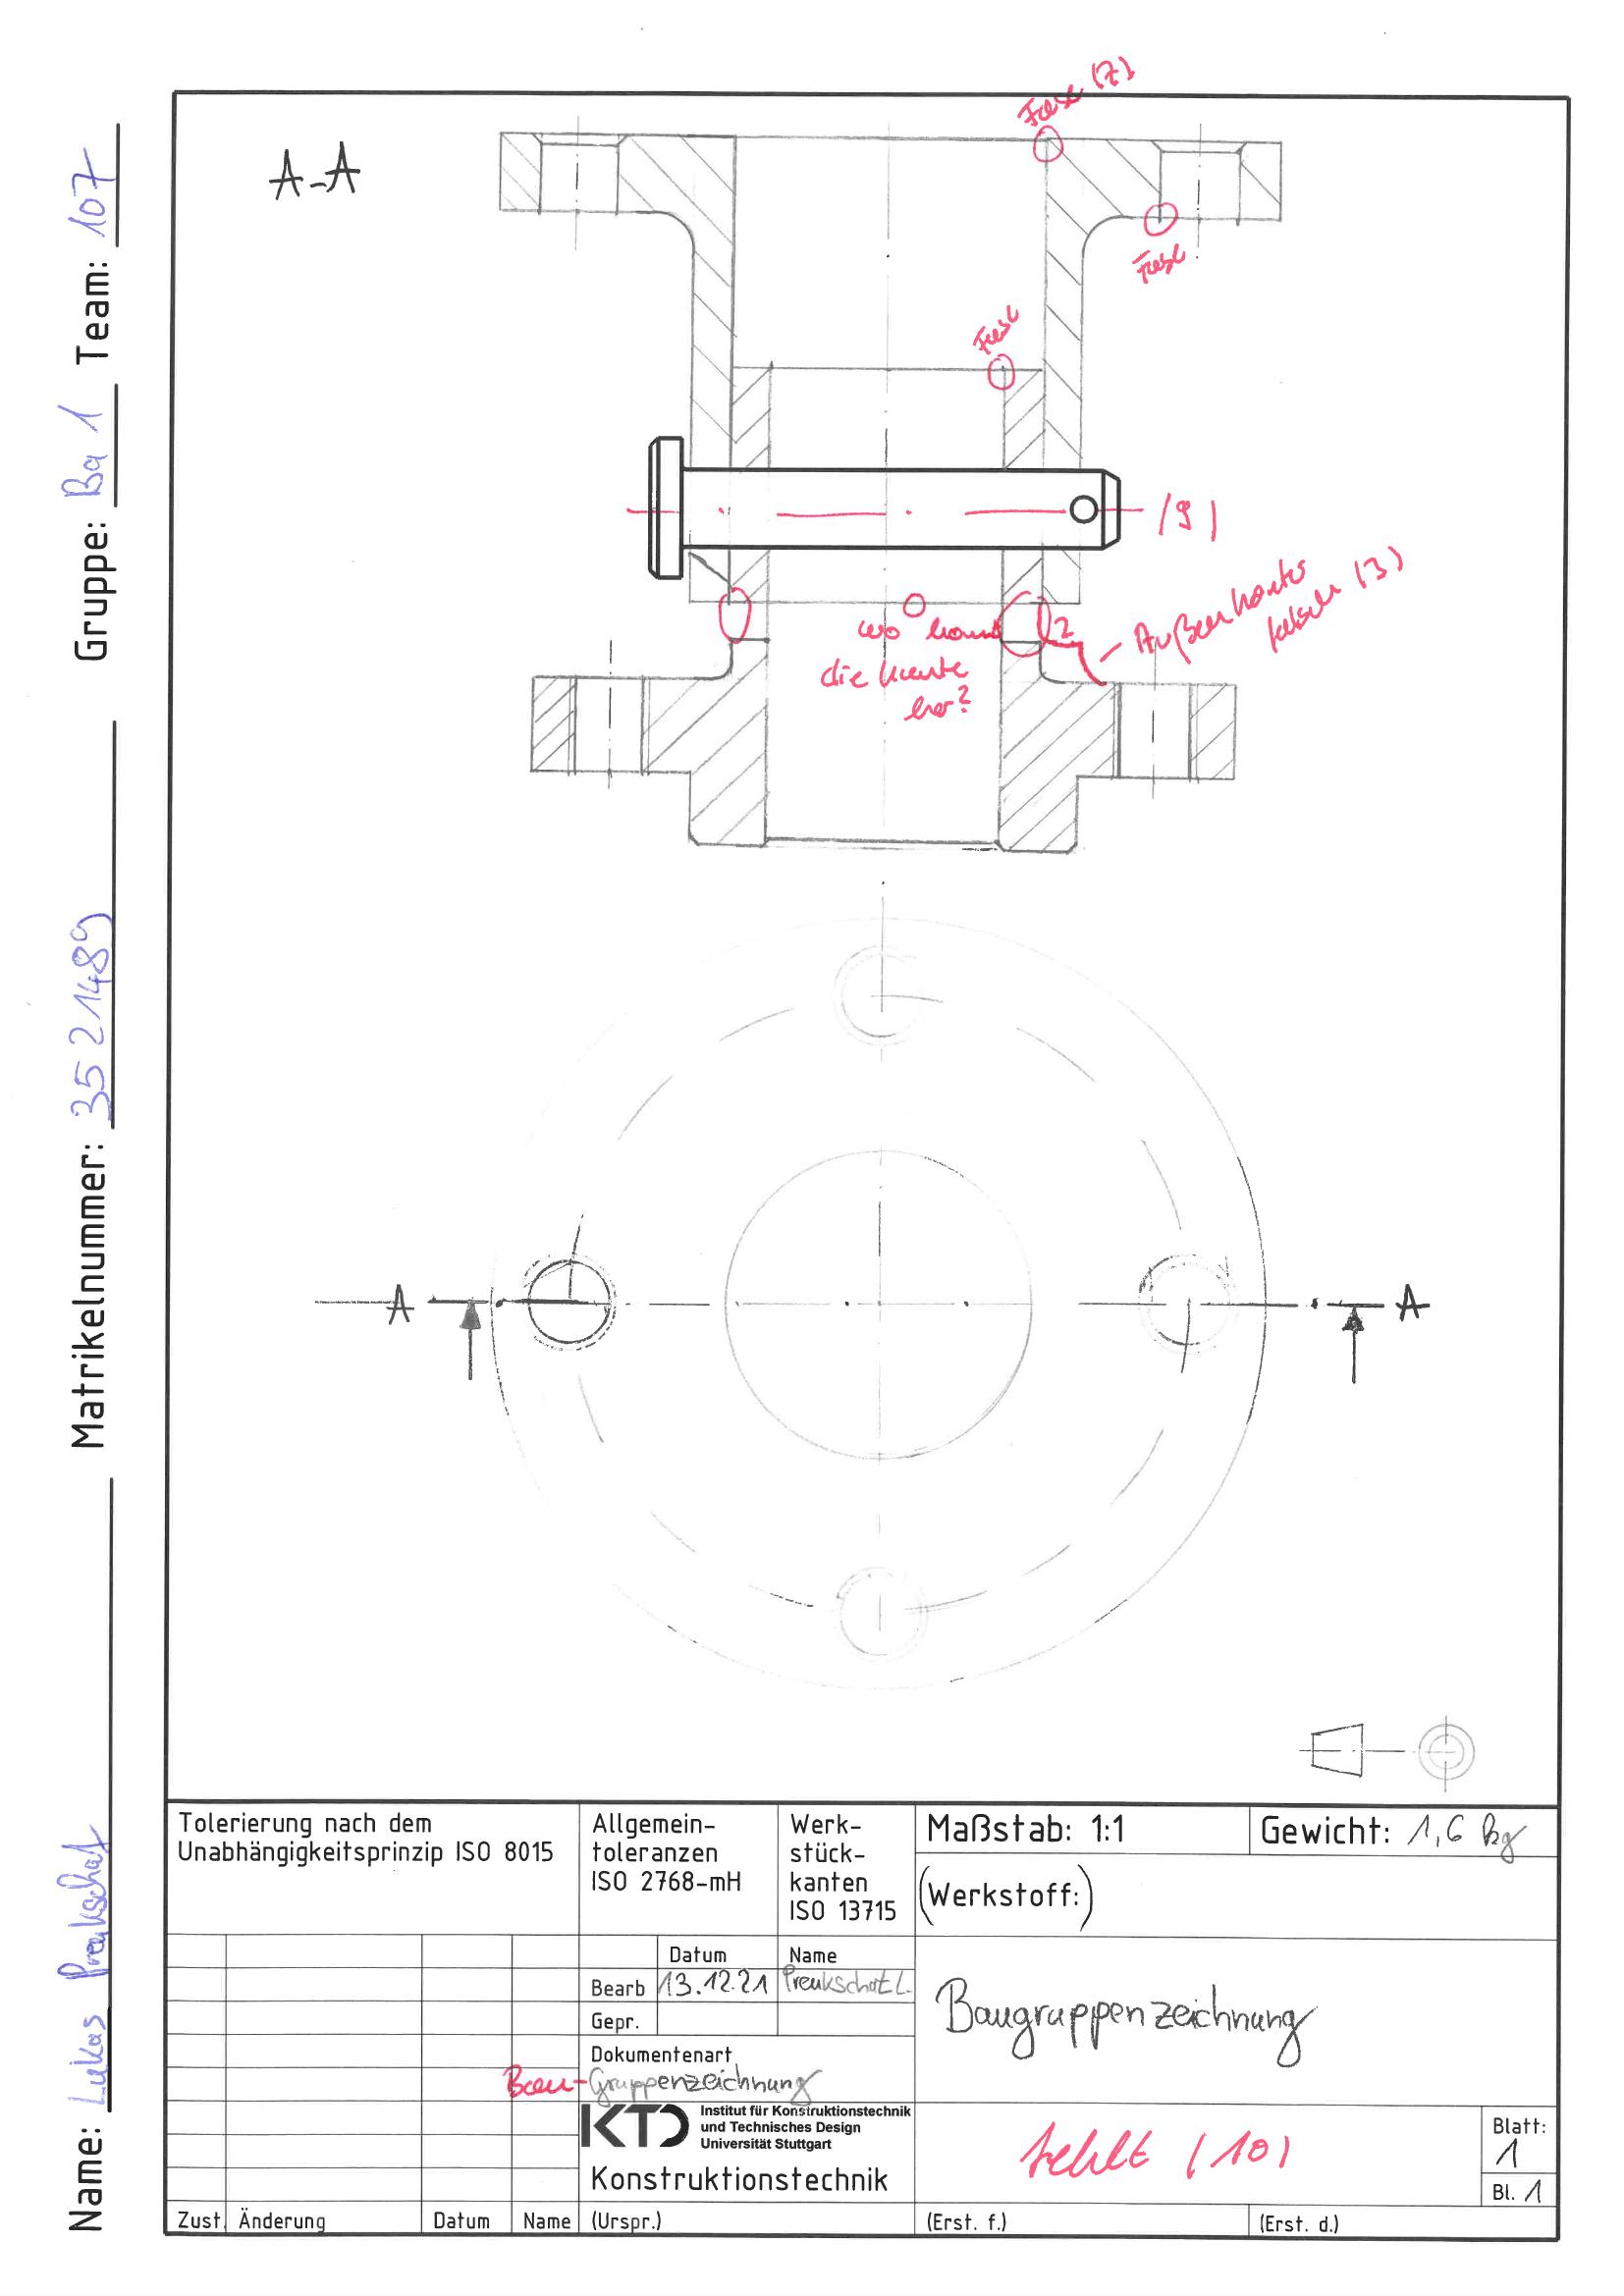 Name: Lukas Preukschat Matrikelnummer: 3521489 Gruppe: Ba 1 Team: 107
A-A
(7)
/9/
wo kommt
die Kante
her?
2
- Außenkante
falsch (3)
A
A
Tolerierung nach dem
Unabhängigkeitsprinzip ISO 8015
Allgemein-
toleranzen
ISO 2768-mH
Werk-
stück-
kanten
ISO 13715
Maßstab: 1:1
Gewicht: 1,6 kg
(Werkstoff:)
Datum Name
Bearb 13.12.21 Preukschat L.
Gepr.
Dokumentenart
Bau-Gruppenzeichnung
Baugruppenzeichnung
KTD Institut für Konstruktionstechnik
und Technisches Design
Universität Stuttgart
Konstruktionstechnik
fehlt (10)
Blatt:
1
Bl. 1
Zust. Änderung Datum Name (Urspr.) (Erst. f.) (Erst. d.)